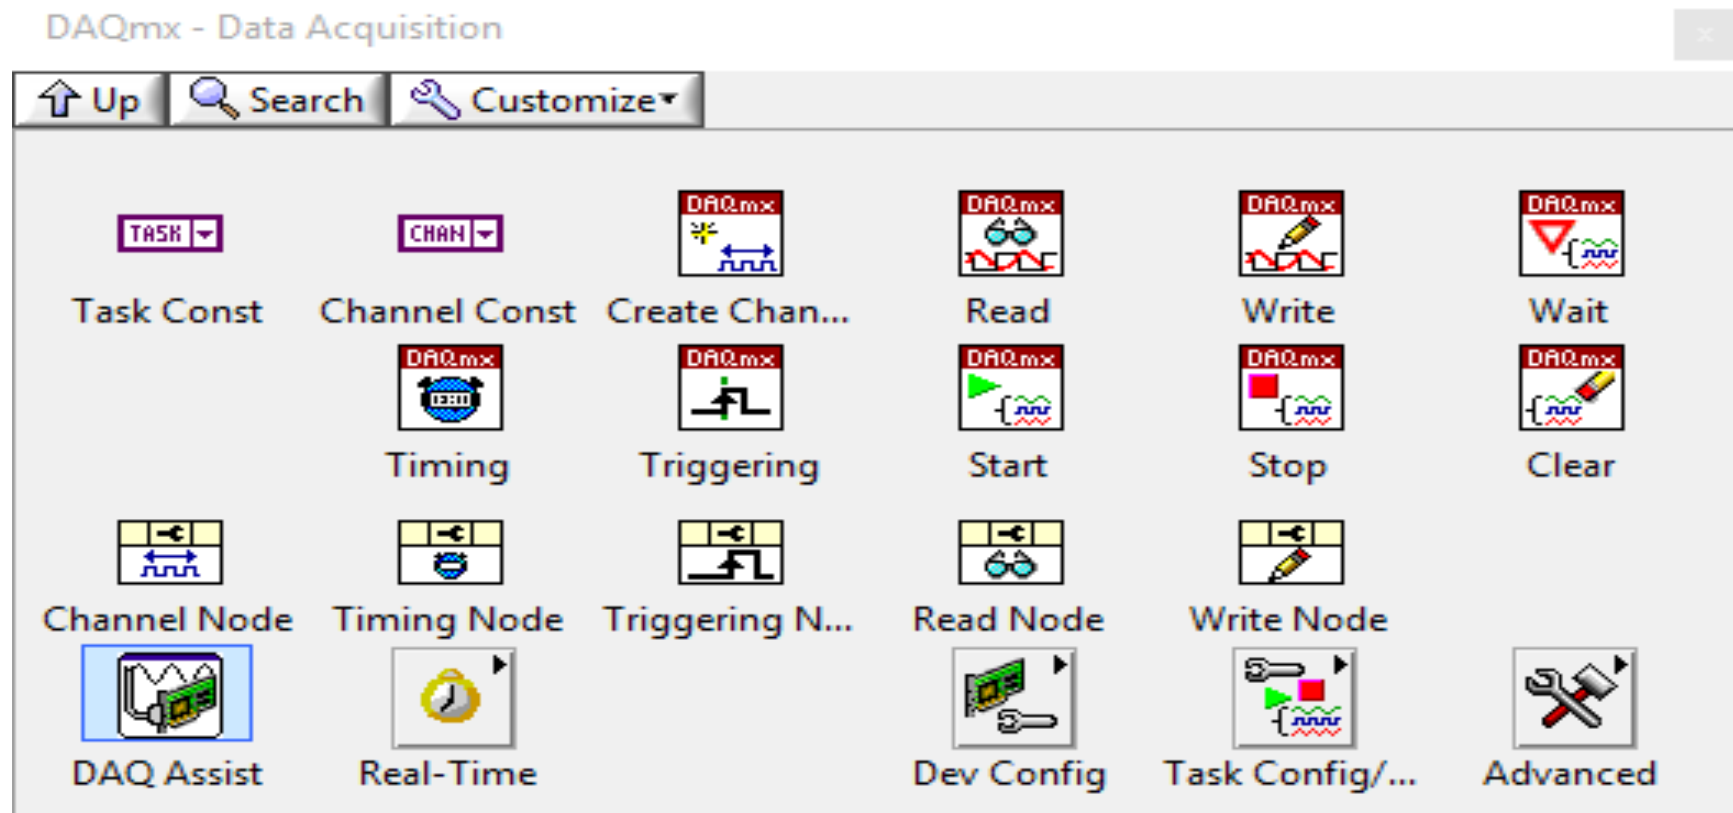 DAQmx - Data Acquisition
x
Up Search Customize
DAQmx DAQmx DAQmx DAQmx
TASK CHAN
Task Const Channel Const Create Chan... Read Write Wait
DAQmx DAQmx DAQmx DAQmx DAQmx
Timing Triggering Start Stop Clear
Channel Node Timing Node Triggering N... Read Node Write Node
DAQ Assist Real-Time Dev Config Task Config/... Advanced